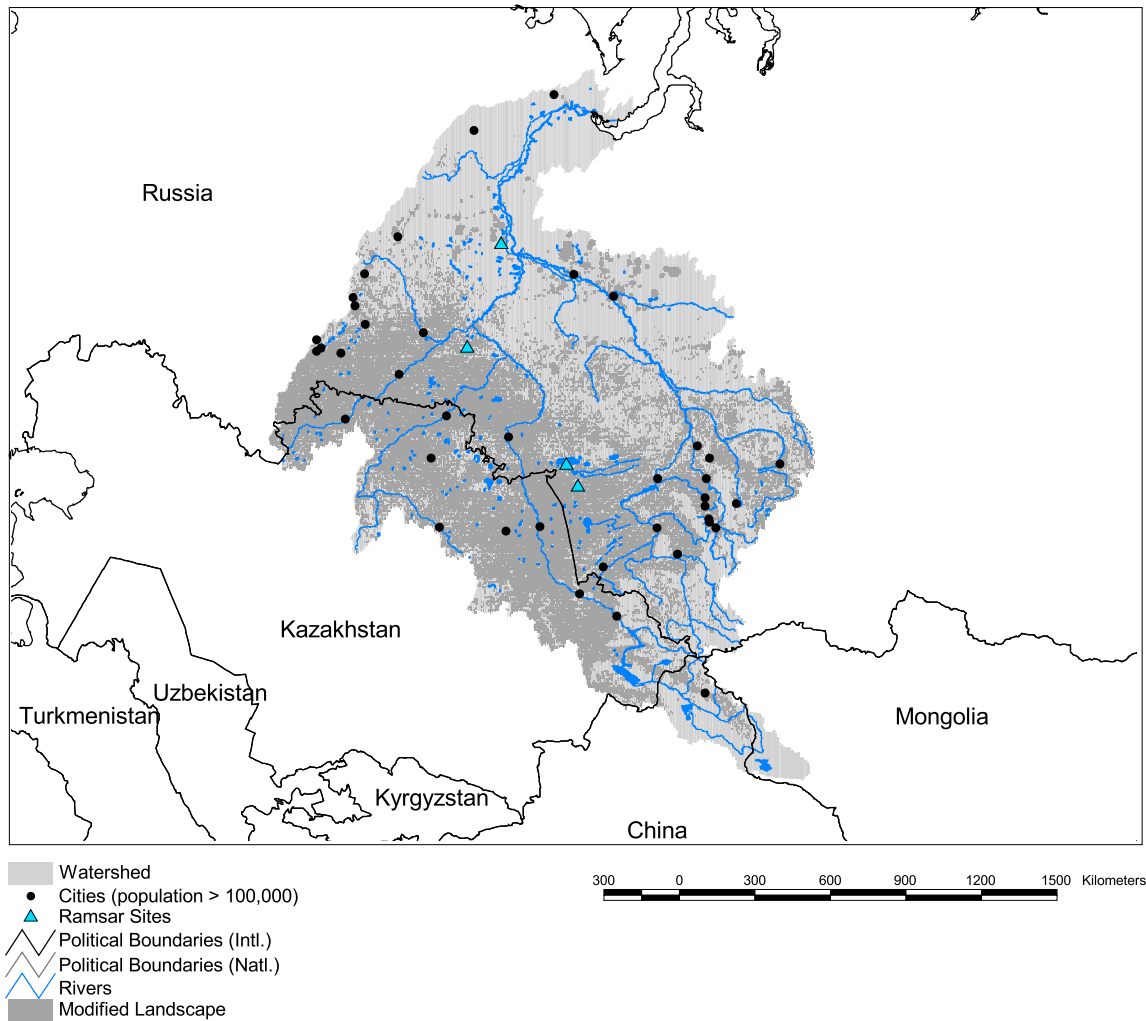 Russia
Kazakhstan
Uzbekistan
Turkmenistan
Mongolia
Kyrgyzstan
China
Watershed
Cities (population > 100,000)
Ramsar Sites
Political Boundaries (Intl.)
Political Boundaries (Natl.)
Rivers
Modified Landscape
300 0 300 600 900 1200 1500 Kilometers